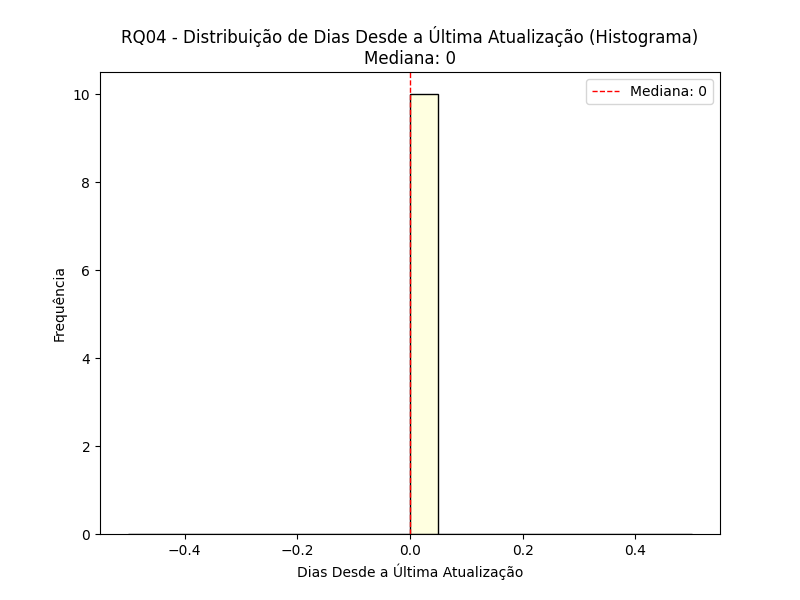 RQ04 - Distribuição de Dias Desde a Última Atualização (Histograma)
Mediana: 0
Mediana: 0
10
8
6
4
2
0
Frequência
−0.4
−0.2
0.0
0.2
0.4
Dias Desde a Última Atualização